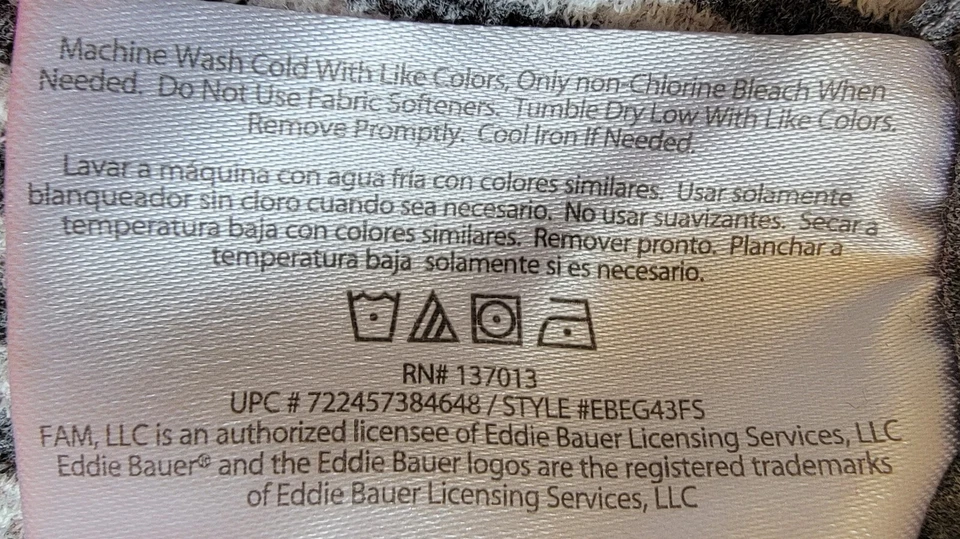 Machine Wash Cold With Like Colors, Only non-Chlorine Bleach When
Needed. Do Not Use Fabric Softeners. Tumble Dry Low With Like Colors.
Remove Promptly. Cool Iron If Needed.
Lavar a máquina con agua fría con colores similares. Usar solamente
blanqueador sin cloro cuando sea necesario. No usar suavizantes. Secar a
temperatura baja con colores similares. Remover pronto. Planchar a
temperatura baja solamente si es necesario.
RN# 137013
UPC # 722457384648 / STYLE #EBEG43FS
FAM, LLC is an authorized licensee of Eddie Bauer Licensing Services, LLC
Eddie Bauer® and the Eddie Bauer logos are the registered trademarks
of Eddie Bauer Licensing Services, LLC